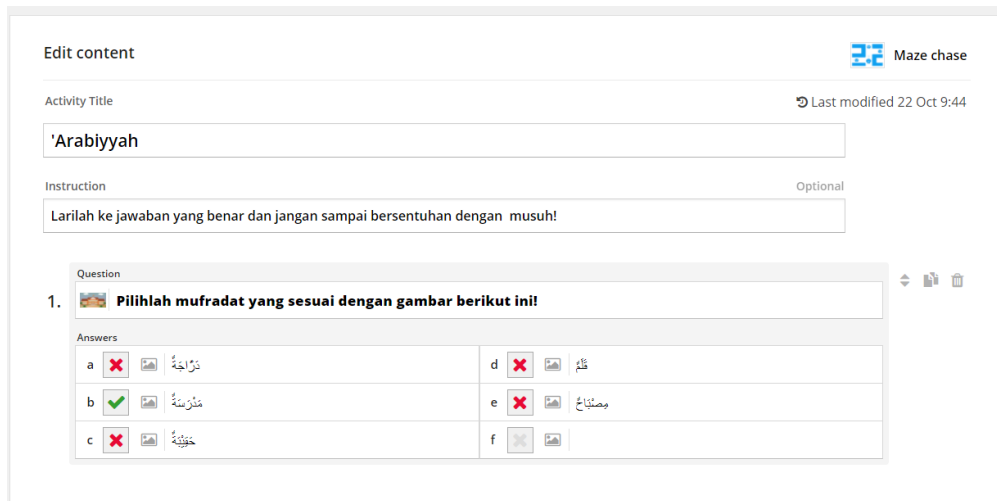 Edit content
Maze chase
Activity Title
Last modified 22 Oct 9:44
'Arabiyyah
Instruction
Optional
Larilah ke jawaban yang benar dan jangan sampai bersentuhan dengan  musuh!
Question
1.
Pilihlah mufradat yang sesuai dengan gambar berikut ini!
Answers
a دَرَّاجَةٌ
d قَلَمٌ
b مَدْرَسَةٌ
e مِصْبَاحٌ
c حَقِيْبَةٌ
f